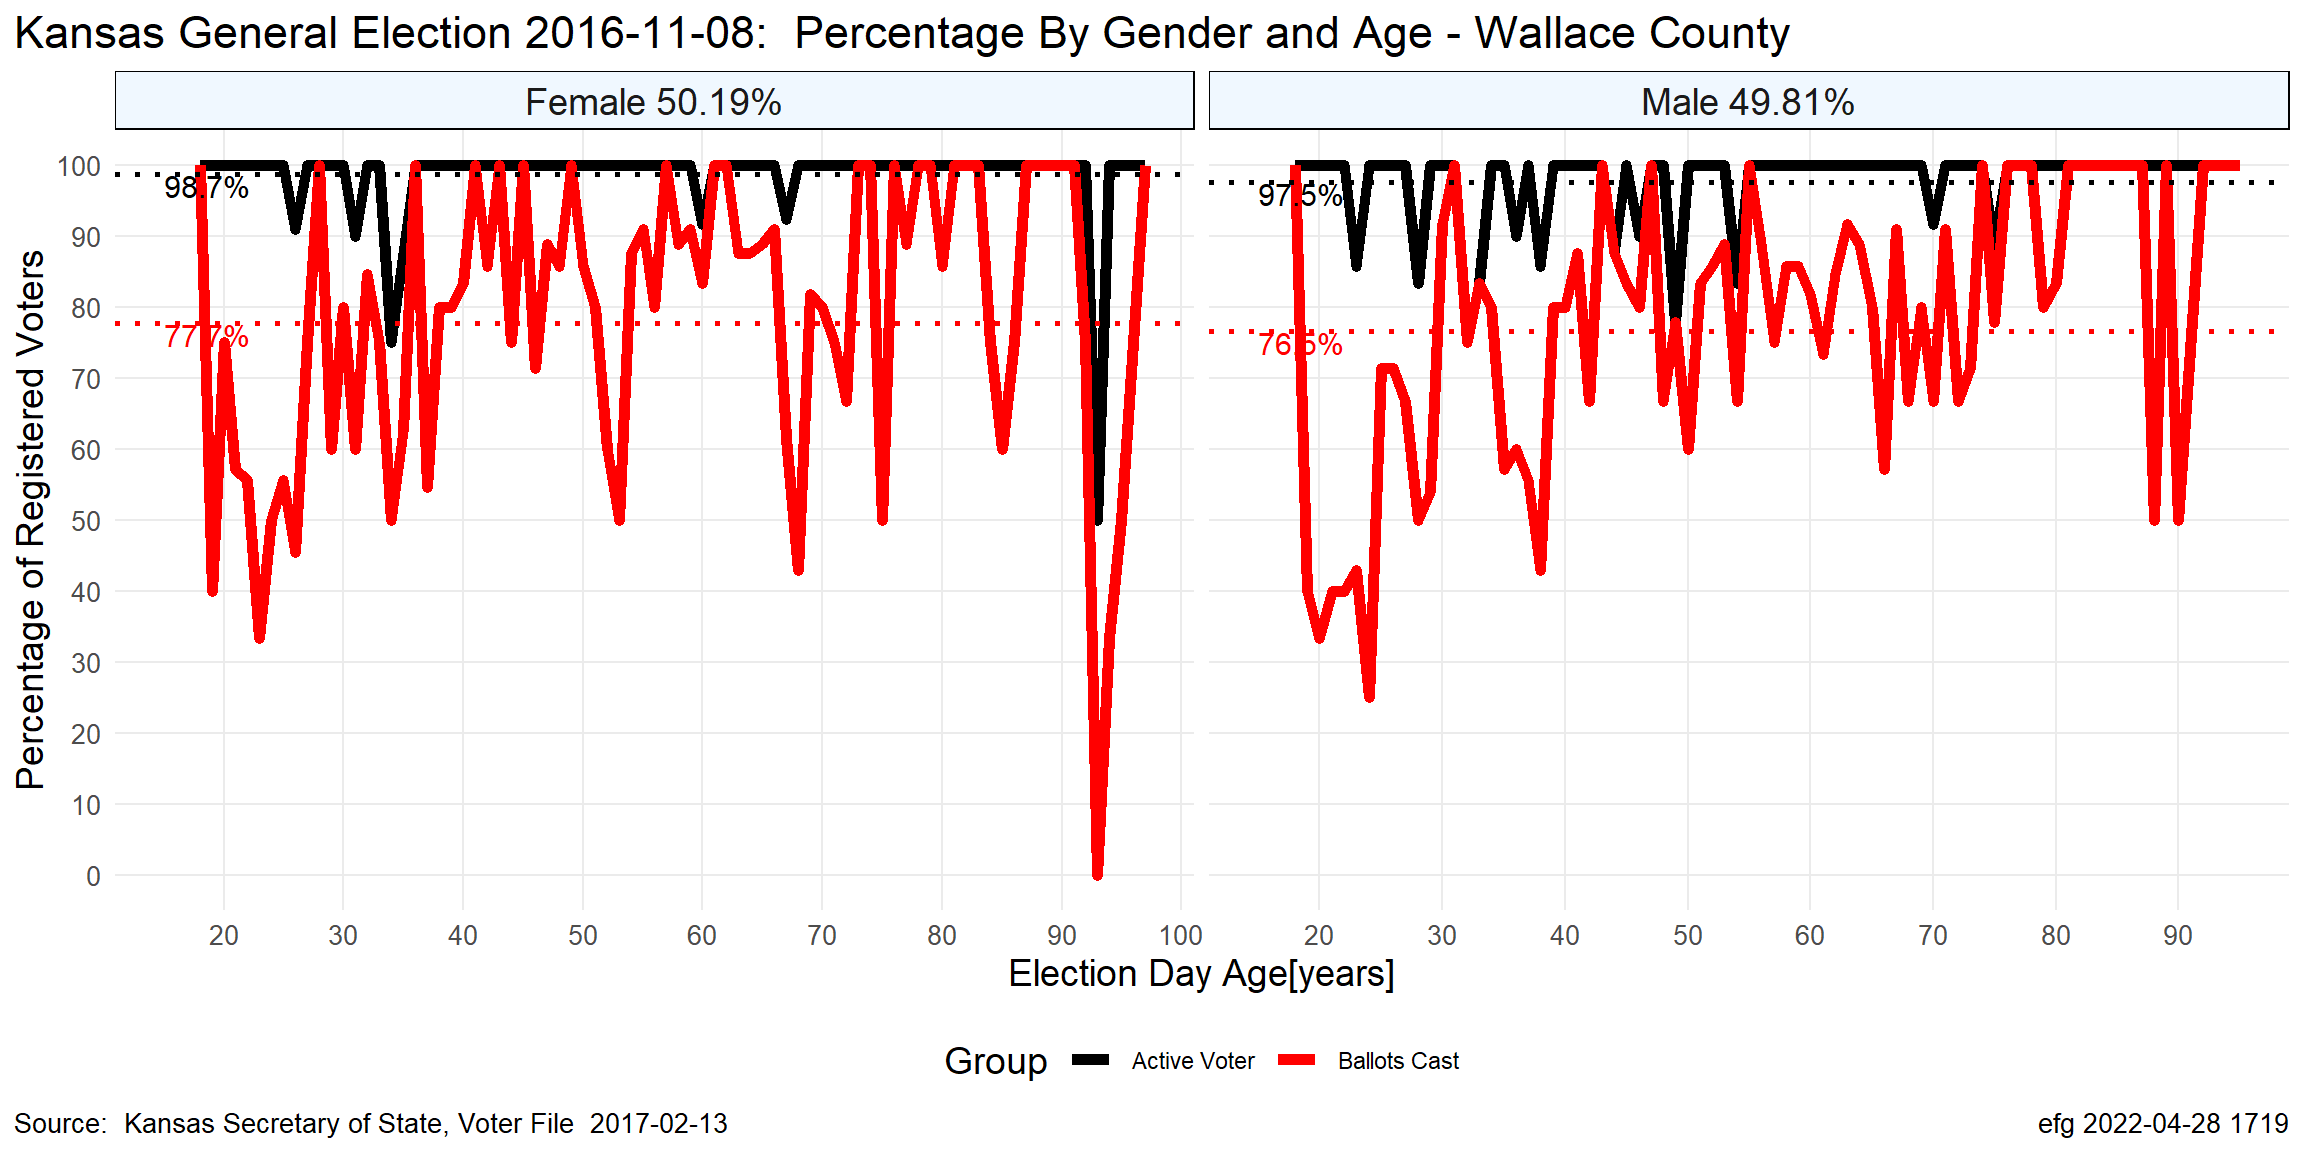 Kansas General Election 2016-11-08:  Percentage By Gender and Age - Wallace County
Female 50.19%
Male 49.81%
Percentage of Registered Voters
100
90
80
70
60
50
40
30
20
10
0
98.7%
77.7%
97.5%
76.5%
20 30 40 50 60 70 80 90 100
20 30 40 50 60 70 80 90
Election Day Age[years]
Group Active Voter Ballots Cast
Source:  Kansas Secretary of State, Voter File  2017-02-13
efg 2022-04-28 1719